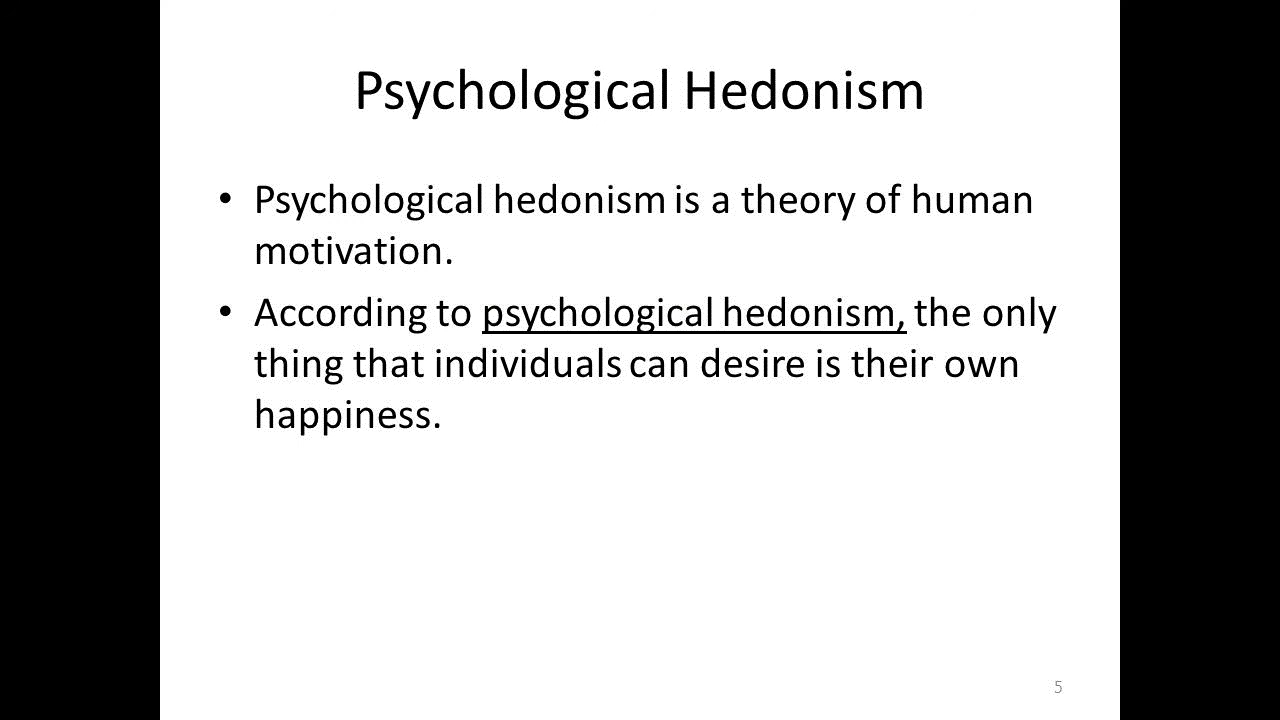 Psychological Hedonism
• Psychological hedonism is a theory of human
motivation.
• According to psychological hedonism, the only
thing that individuals can desire is their own
happiness.
5